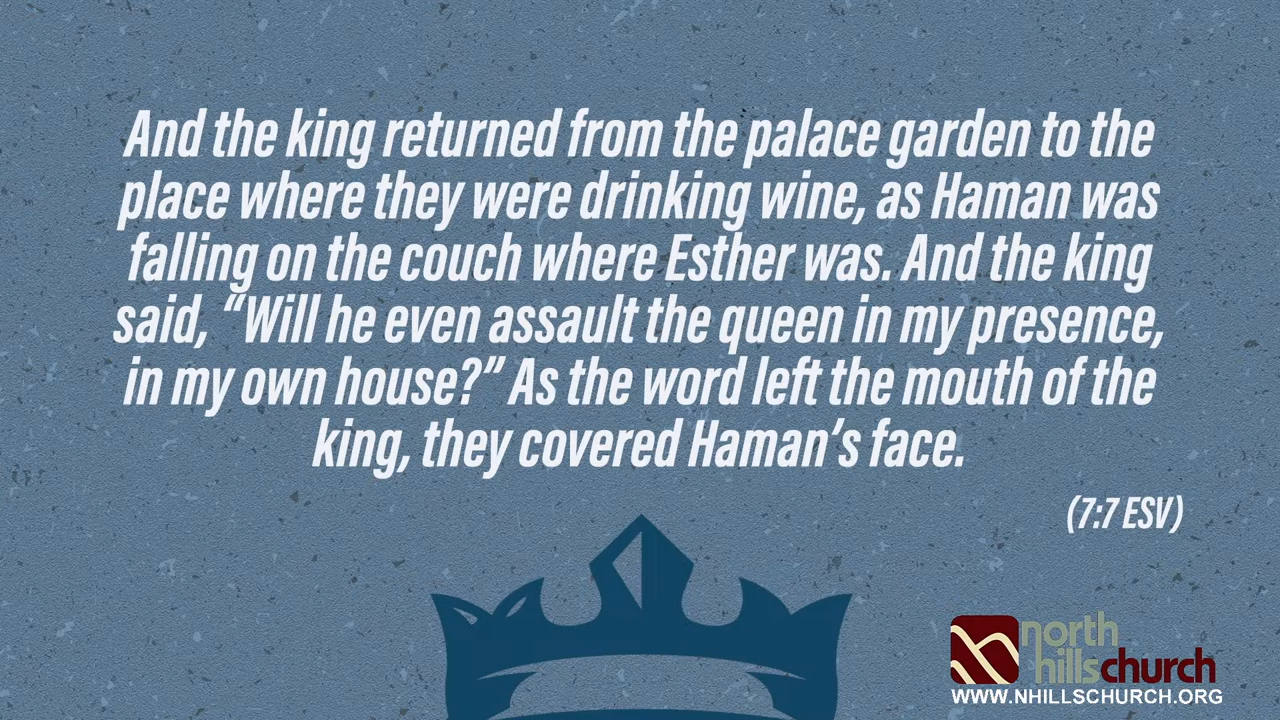 And the king returned from the palace garden to the
place where they were drinking wine, as Haman was
falling on the couch where Esther was. And the king
said, “Will he even assault the queen in my presence,
in my own house?” As the word left the mouth of the
king, they covered Haman’s face.
(7:7 ESV)
north
hillschurch
WWW.NHILLSCHURCH.ORG